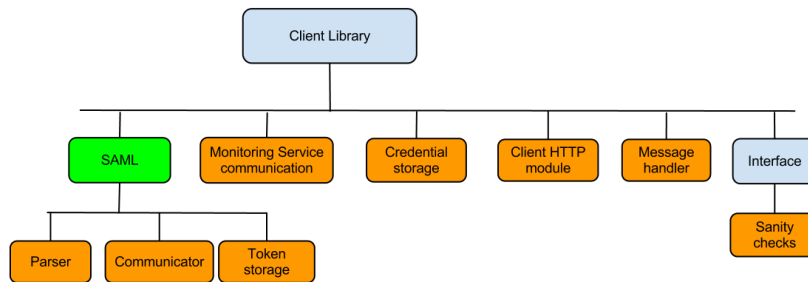 Client Library
SAML
Monitoring Service
communication
Credential
storage
Client HTTP
module
Message
handler
Interface
Parser
Communicator
Token
storage
Sanity
checks